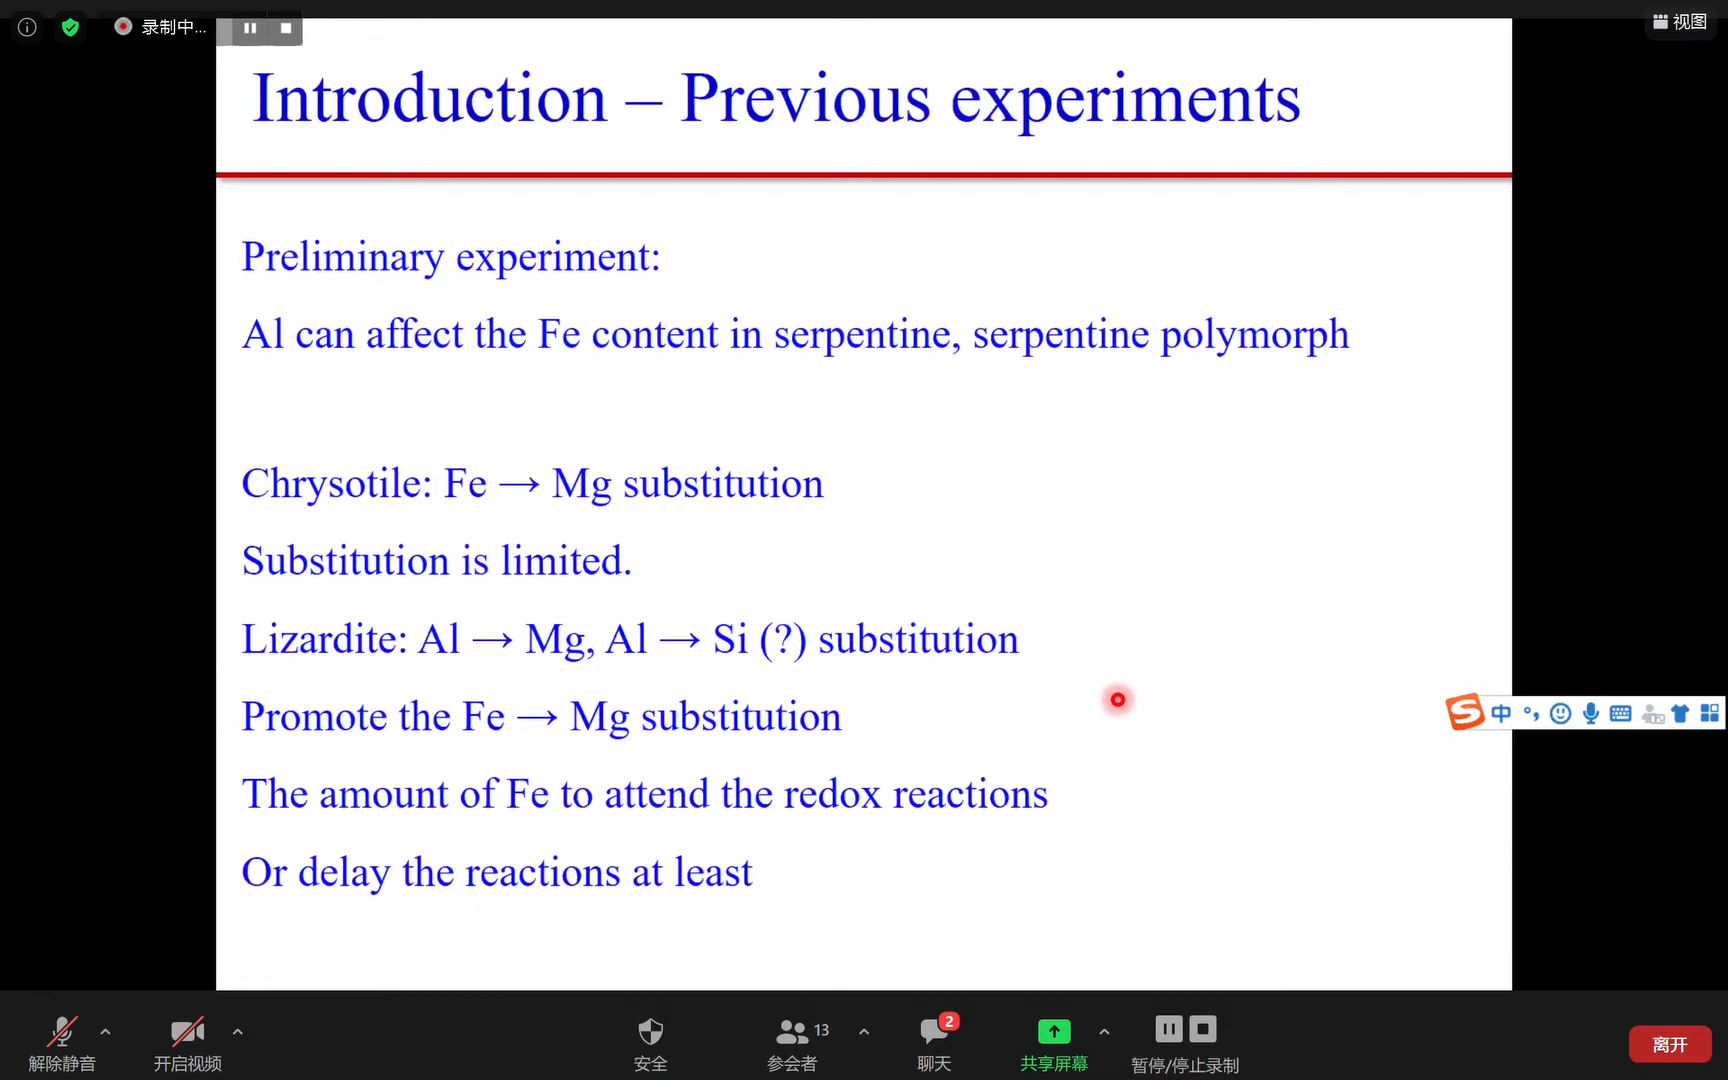 录制中...
视图
Introduction – Previous experiments
Preliminary experiment:
Al can affect the Fe content in serpentine, serpentine polymorph
Chrysotile: Fe → Mg substitution
Substitution is limited.
Lizardite: Al → Mg, Al → Si (?) substitution
Promote the Fe → Mg substitution
The amount of Fe to attend the redox reactions
Or delay the reactions at least
S 中 °,
解除静音
开启视频
安全
13
参会者
2
聊天
共享屏幕
暂停/停止录制
离开